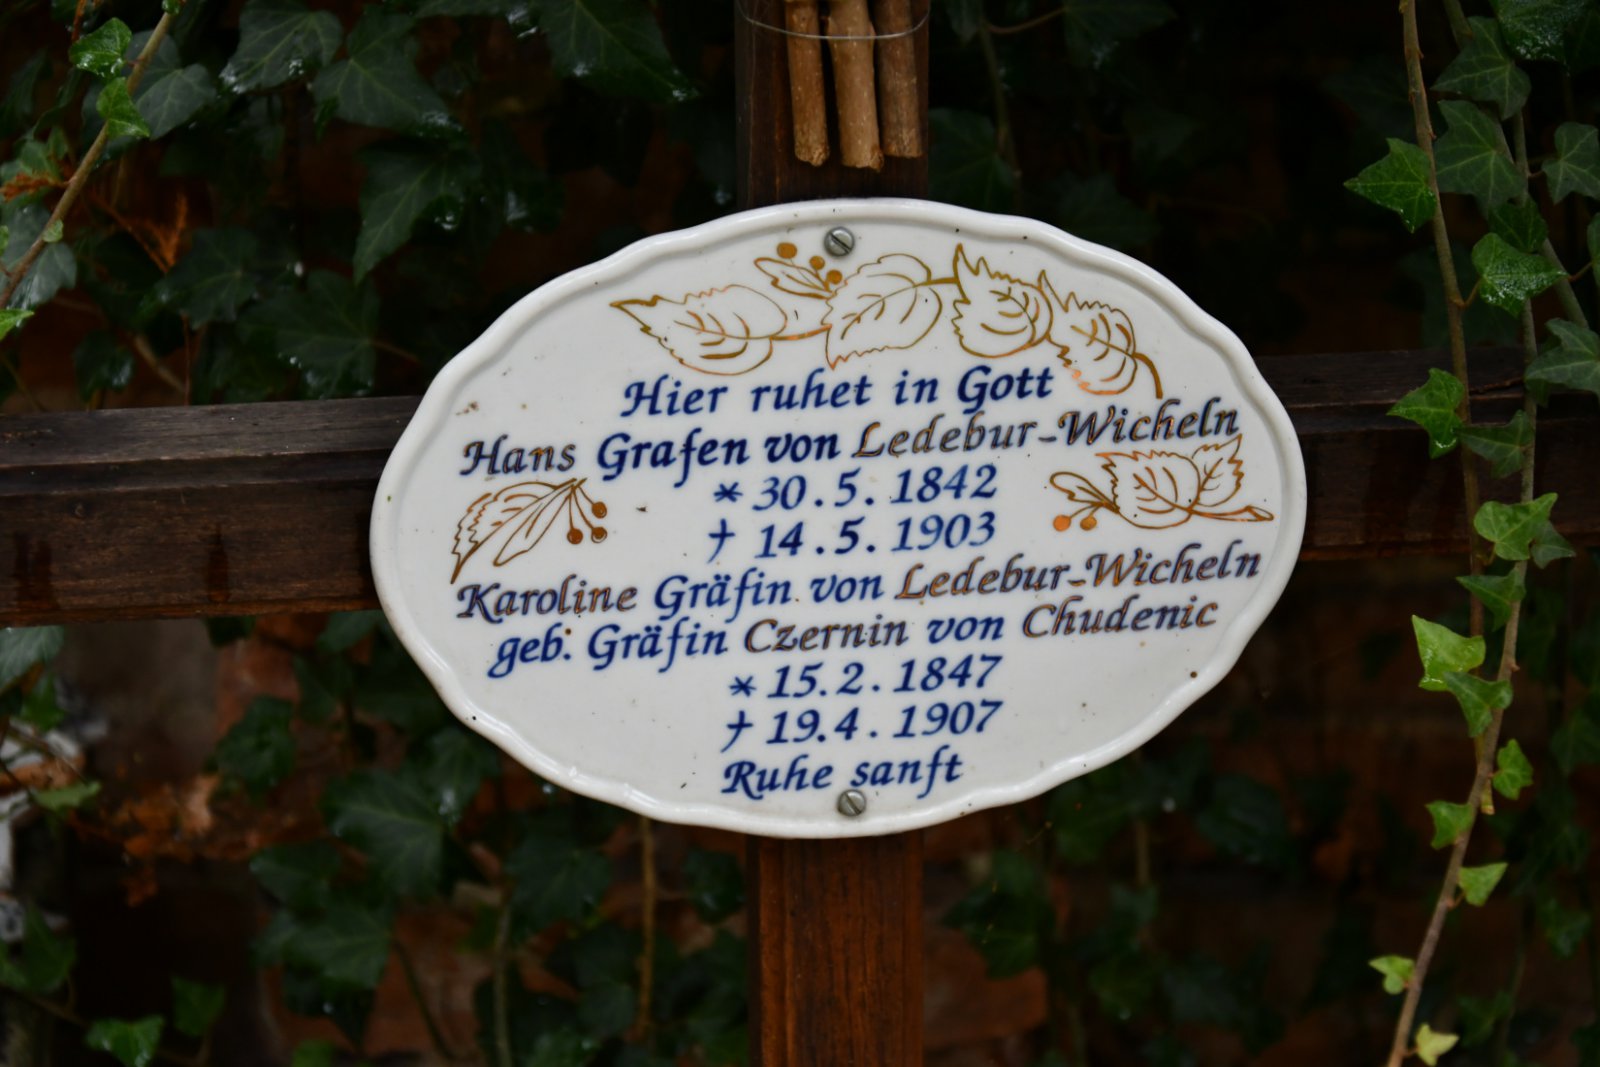 Hier ruhet in Gott
Hans Grafen von Ledebur-Wicheln
* 30.5.1842
† 14.5.1903
Karoline Gräfin von Ledebur-Wicheln
geb. Gräfin Czernin von Chudenic
* 15.2.1847
† 19.4.1907
Ruhe sanft